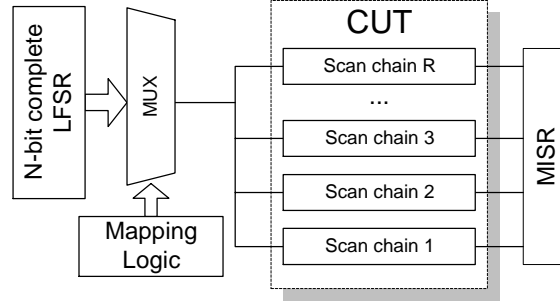 N-bit complete
LFSR
MUX
Mapping
Logic
CUT
Scan chain R
...
Scan chain 3
Scan chain 2
Scan chain 1
MISR